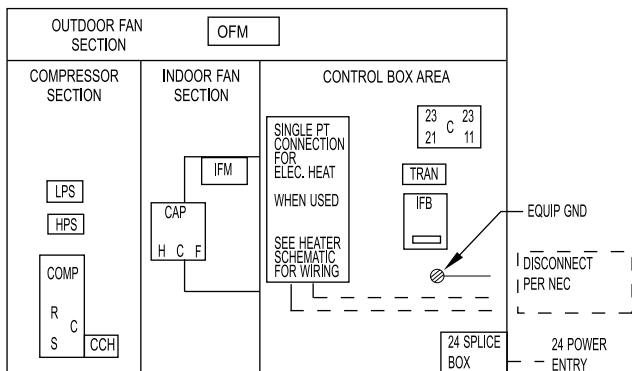 OUTDOOR FAN
SECTION
OFM
COMPRESSOR
SECTION
INDOOR FAN
SECTION
CONTROL BOX AREA
LPS
HPS
COMP
R
C
S
CCH
IFM
CAP
H C F
SINGLE PT
CONNECTION
FOR
ELEC. HEAT
WHEN USED
SEE HEATER
SCHEMATIC
FOR WIRING
23 C 23
21 11
TRAN
IFB
EQUIP GND
DISCONNECT
PER NEC
24 SPLICE
BOX
24 POWER
ENTRY